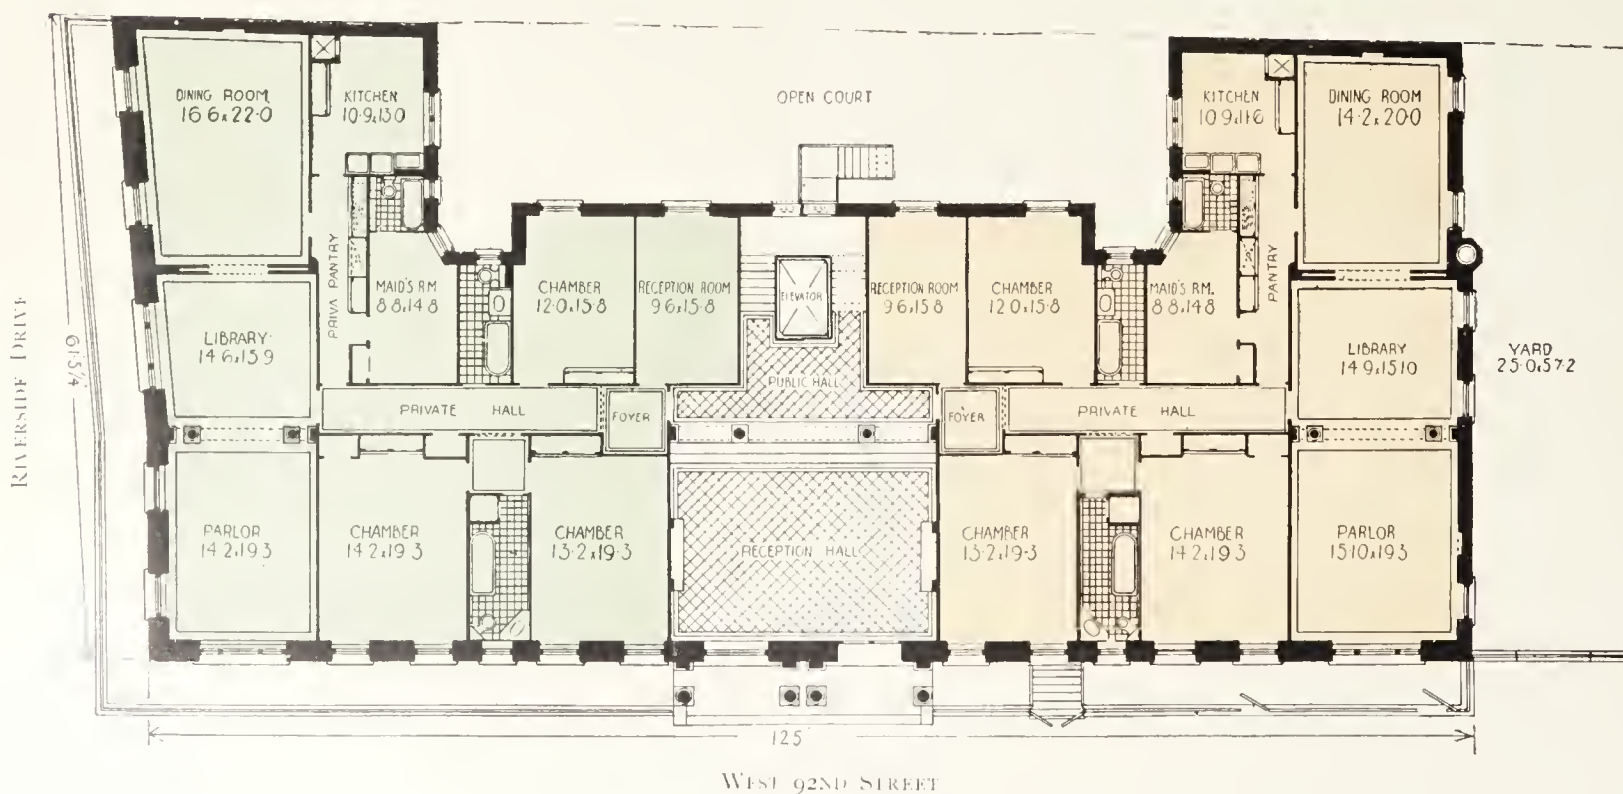 DINING ROOM
16·6x22·0
KITCHEN
10·9x13·0
OPEN COURT
KITCHEN
10·9x11·6
DINING ROOM
14·2x20·0
PRIVA PANTRY
MAID'S RM
8·8x14·8
CHAMBER
12·0x15·8
RECEPTION ROOM
9·6x15·8
ELEVATOR
RECEPTION ROOM
9·6x15·8
CHAMBER
12·0x15·8
MAID'S RM.
8·8x14·8
PANTRY
RIVERSIDE DRIVE
61·5¼
LIBRARY
14·6x15·9
LIBRARY
14·9x15·10
YARD
25·0x57·2
PUBLIC HALL
PRIVATE HALL
FOYER
FOYER
PRIVATE HALL
PARLOR
14·2x19·3
CHAMBER
14·2x19·3
CHAMBER
13·2x19·3
RECEPTION HALL
CHAMBER
13·2x19·3
CHAMBER
14·2x19·3
PARLOR
15·10x19·3
125
WEST 92ND STREET